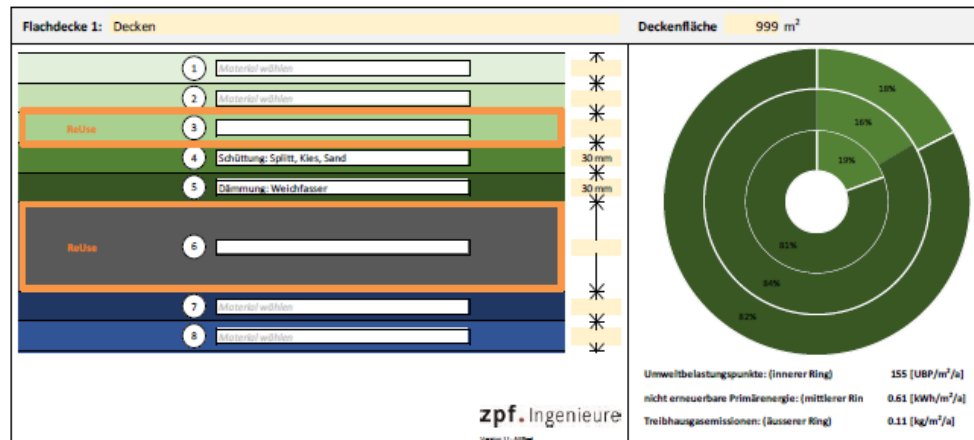 Flachdecke 1: Decken
Deckenfläche 999 m²
1 Material wählen
2 Material wählen
ReUse 3
4 Schüttung: Splitt, Kies, Sand 30 mm
5 Dämmung: Weichfasser 30 mm
ReUse 6
7 Material wählen
8 Material wählen
18%
16%
19%
81%
84%
82%
Umweltbelastungspunkte: (innerer Ring) 155 [UBP/m²/a]
nicht erneuerbare Primärenergie: (mittlerer Rin 0.61 [kWh/m²/a]
Treibhausgasemissionen: (äusserer Ring) 0.11 [kg/m²/a]
zpf.Ingenieure